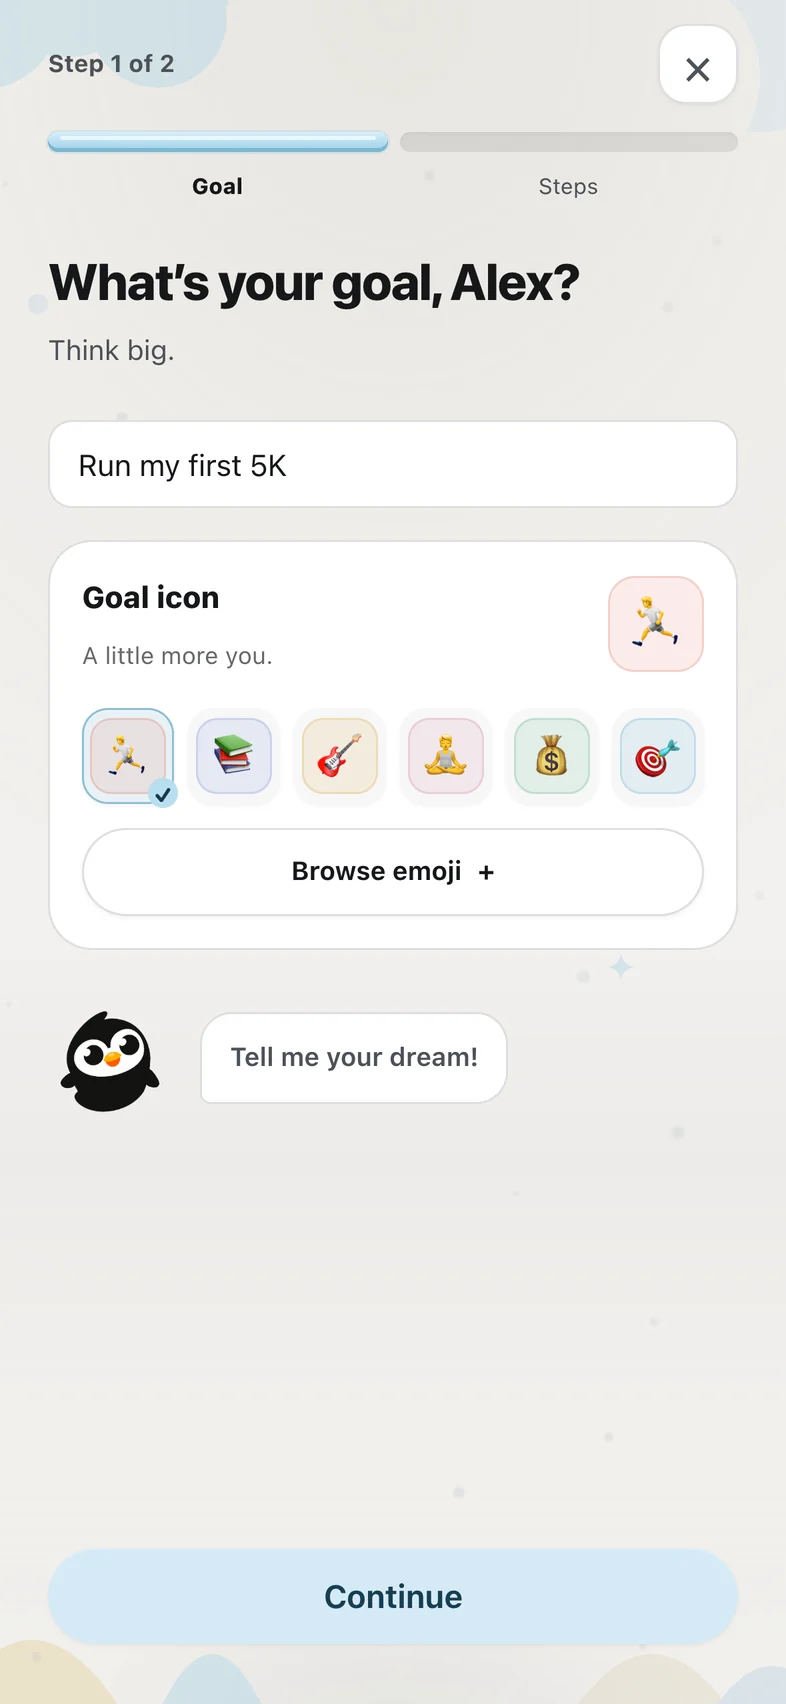 Step 1 of 2
Goal
Steps
What's your goal, Alex?
Think big.
Run my first 5K
Goal icon
A little more you.
Browse emoji +
Tell me your dream!
Continue